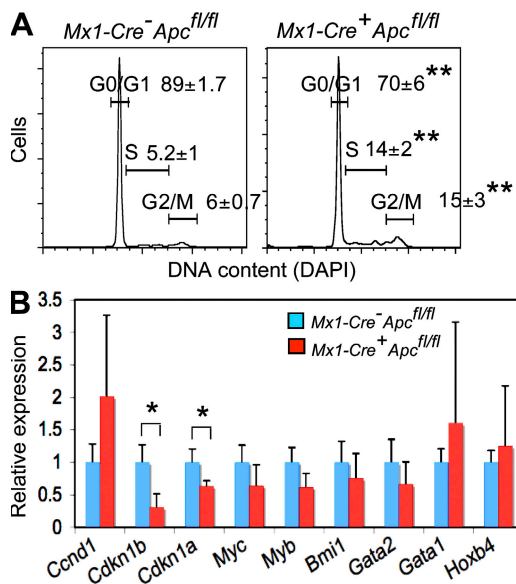 A
Mx1-Cre- Apc fl/fl
Mx1-Cre+ Apc fl/fl
Cells
G0/G1 89±1.7
S 5.2±1
G2/M 6±0.7
G0/G1 70±6**
S 14±2**
G2/M 15±3**
DNA content (DAPI)
B
Relative expression
3.5
3
2.5
2
1.5
1
0.5
0
Mx1-Cre- Apc fl/fl
Mx1-Cre+ Apc fl/fl
* *
Ccnd1 Cdkn1b Cdkn1a Myc Myb Bmi1 Gata2 Gata1 Hoxb4